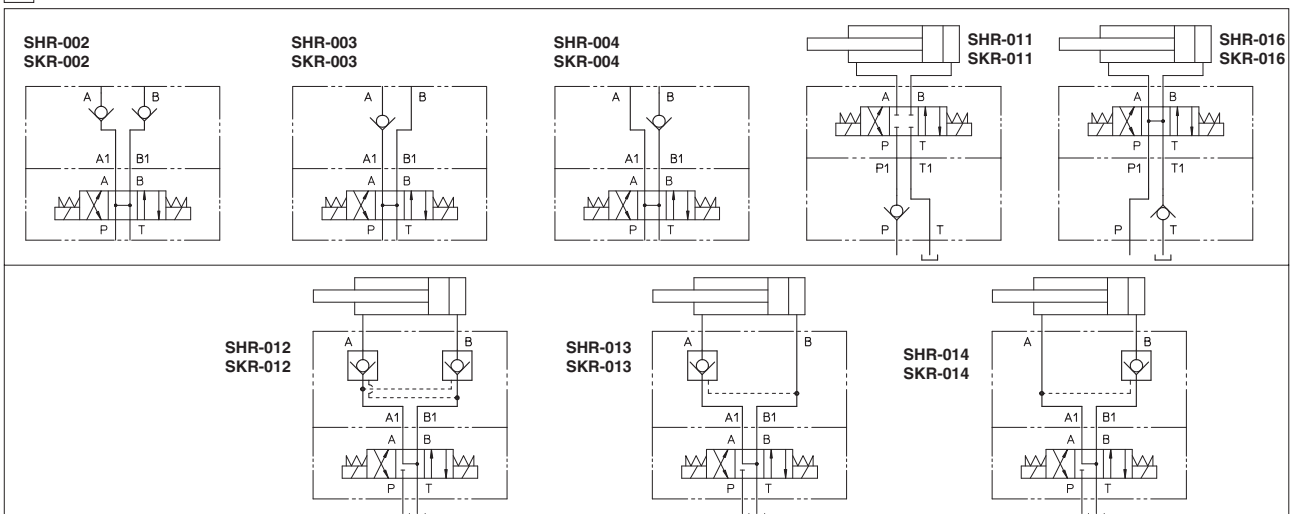 SHR-002
SKR-002
A B
A1 B1
A B
P T
SHR-003
SKR-003
A B
A1 B1
A B
P T
SHR-004
SKR-004
A B
A1 B1
A B
P T
SHR-011
SKR-011
A B
P T
P1 T1
P T
SHR-016
SKR-016
A B
P T
P1 T1
P T
SHR-012
SKR-012
A B
A1 B1
A B
P T
SHR-013
SKR-013
A B
A1 B1
A B
P T
SHR-014
SKR-014
A B
A1 B1
A B
P T